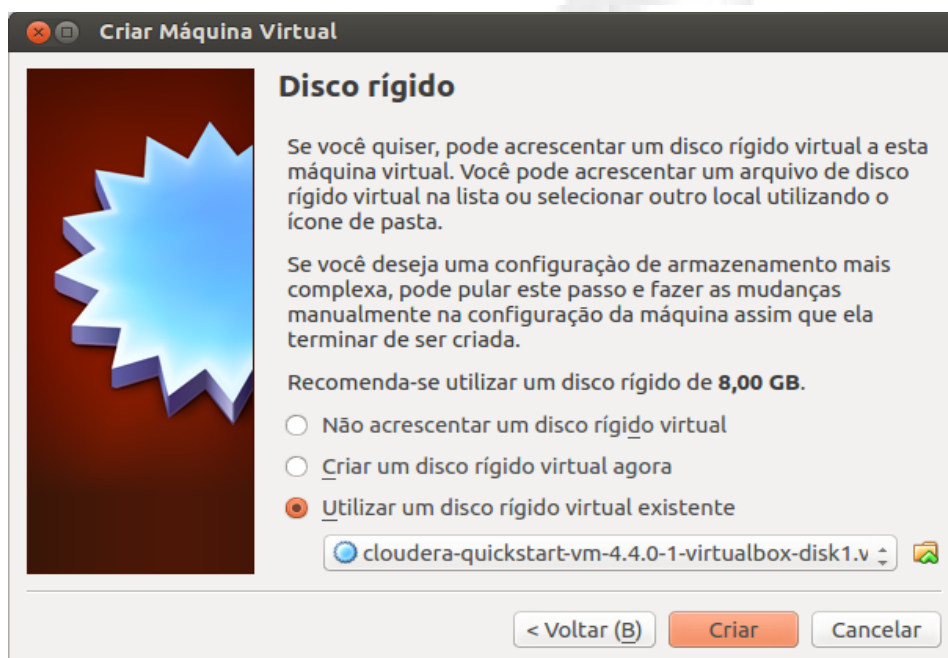 Criar Máquina Virtual
Disco rígido
Se você quiser, pode acrescentar um disco rígido virtual a esta
máquina virtual. Você pode acrescentar um arquivo de disco
rígido virtual na lista ou selecionar outro local utilizando o
ícone de pasta.
Se você deseja uma configuraçào de armazenamento mais
complexa, pode pular este passo e fazer as mudanças
manualmente na configuração da máquina assim que ela
terminar de ser criada.
Recomenda-se utilizar um disco rígido de 8,00 GB.
Não acrescentar um disco rígido virtual
Criar um disco rígido virtual agora
Utilizar um disco rígido virtual existente
cloudera-quickstart-vm-4.4.0-1-virtualbox-disk1.v
< Voltar (B)
Criar
Cancelar